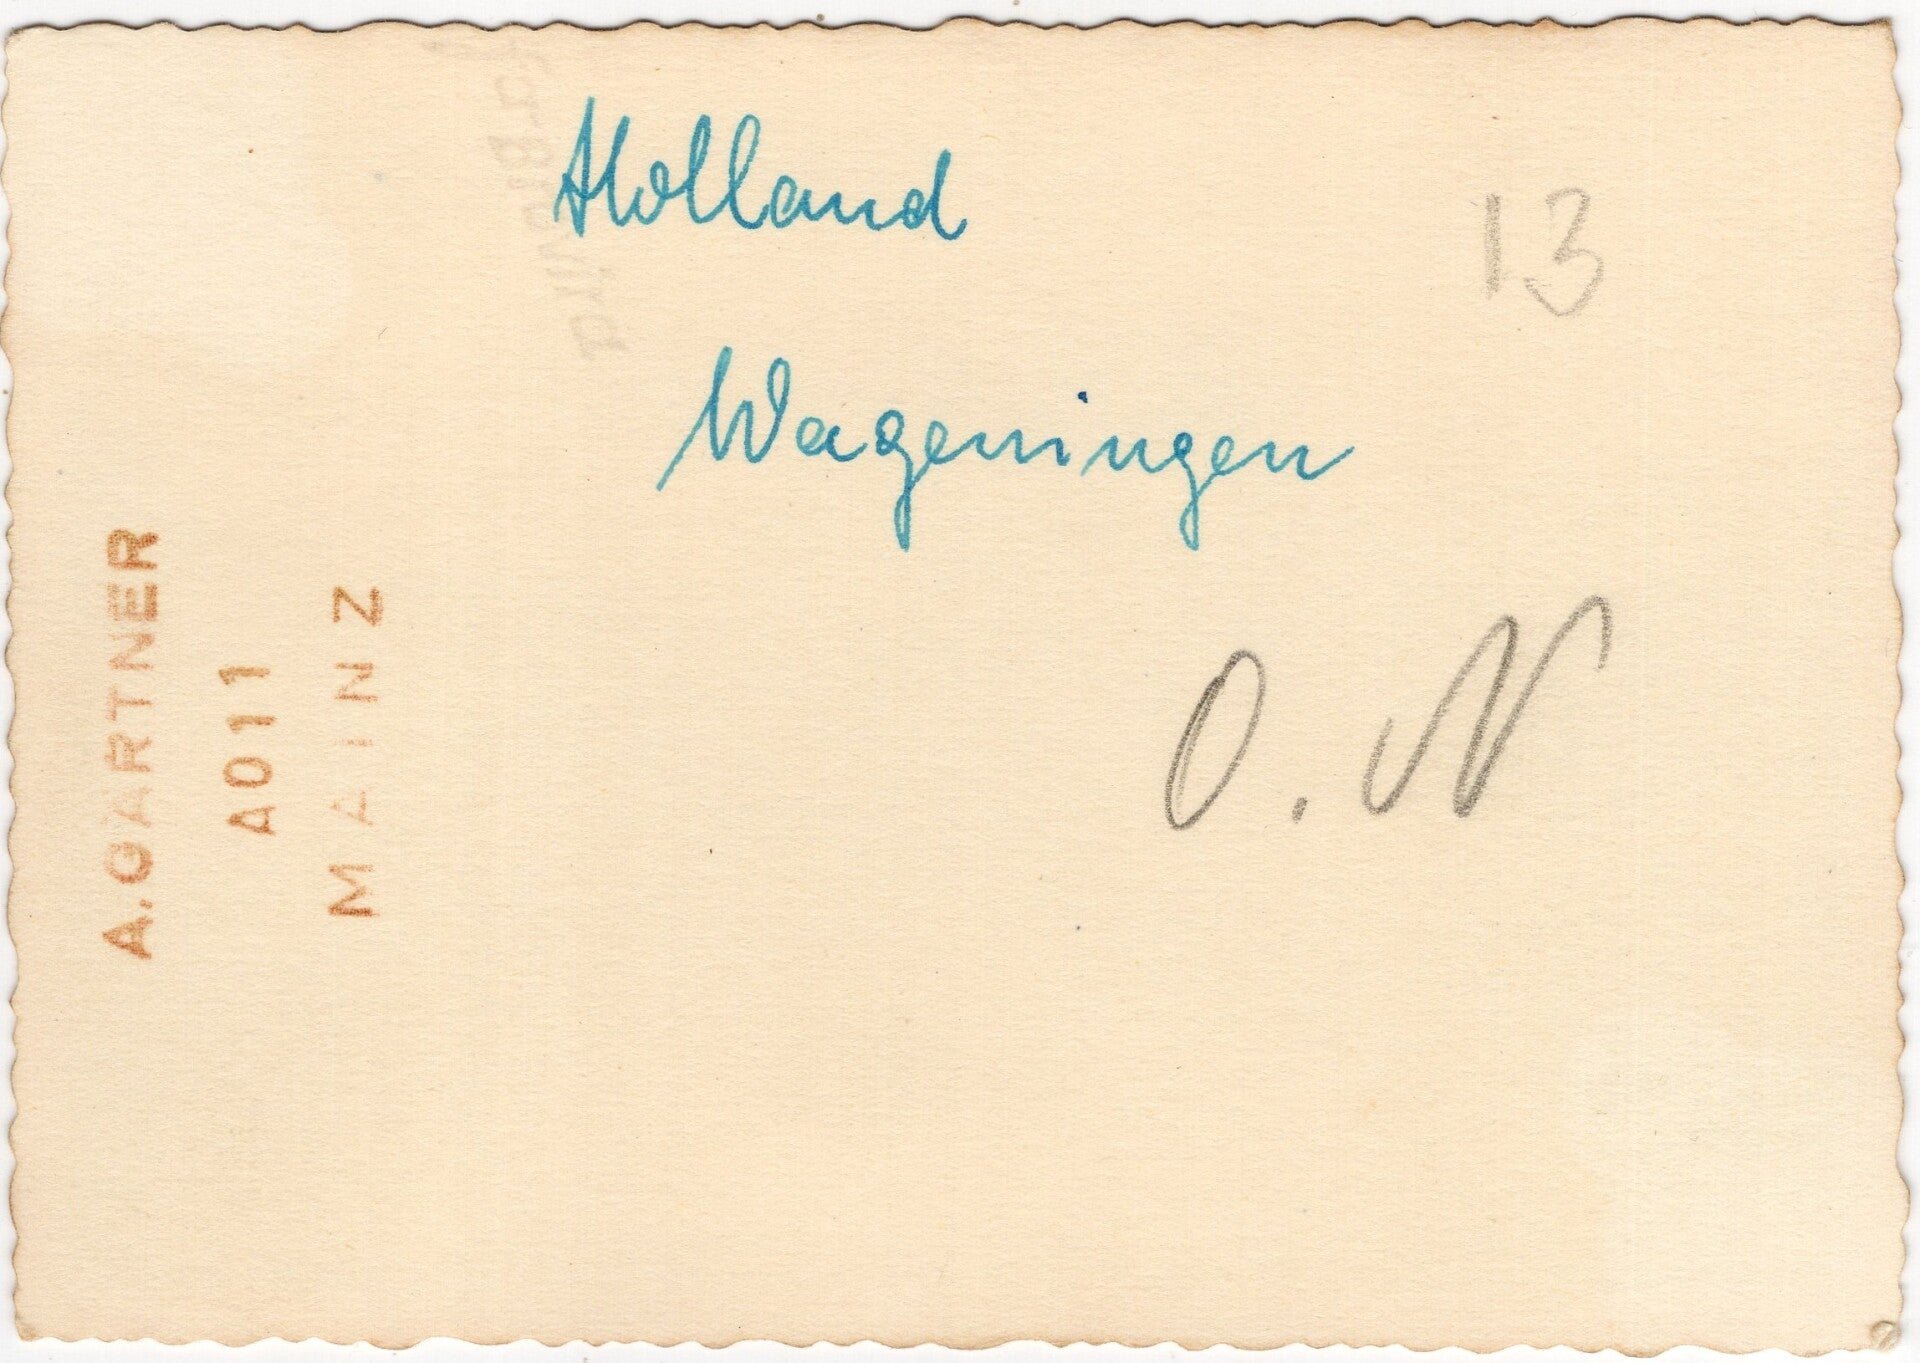 Holland
13
Wageningen
O. N
A. GARTNER
A011
MAINZ